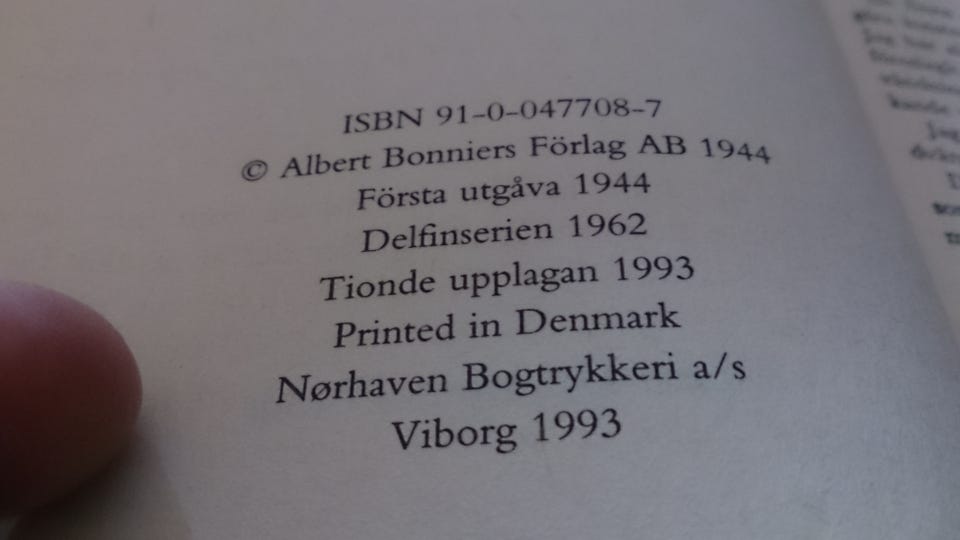 ISBN 91-0-047708-7
© Albert Bonniers Förlag AB 1944
Första utgåva 1944
Delfinserien 1962
Tionde upplagan 1993
Printed in Denmark
Nørhaven Bogtrykkeri a/s
Viborg 1993